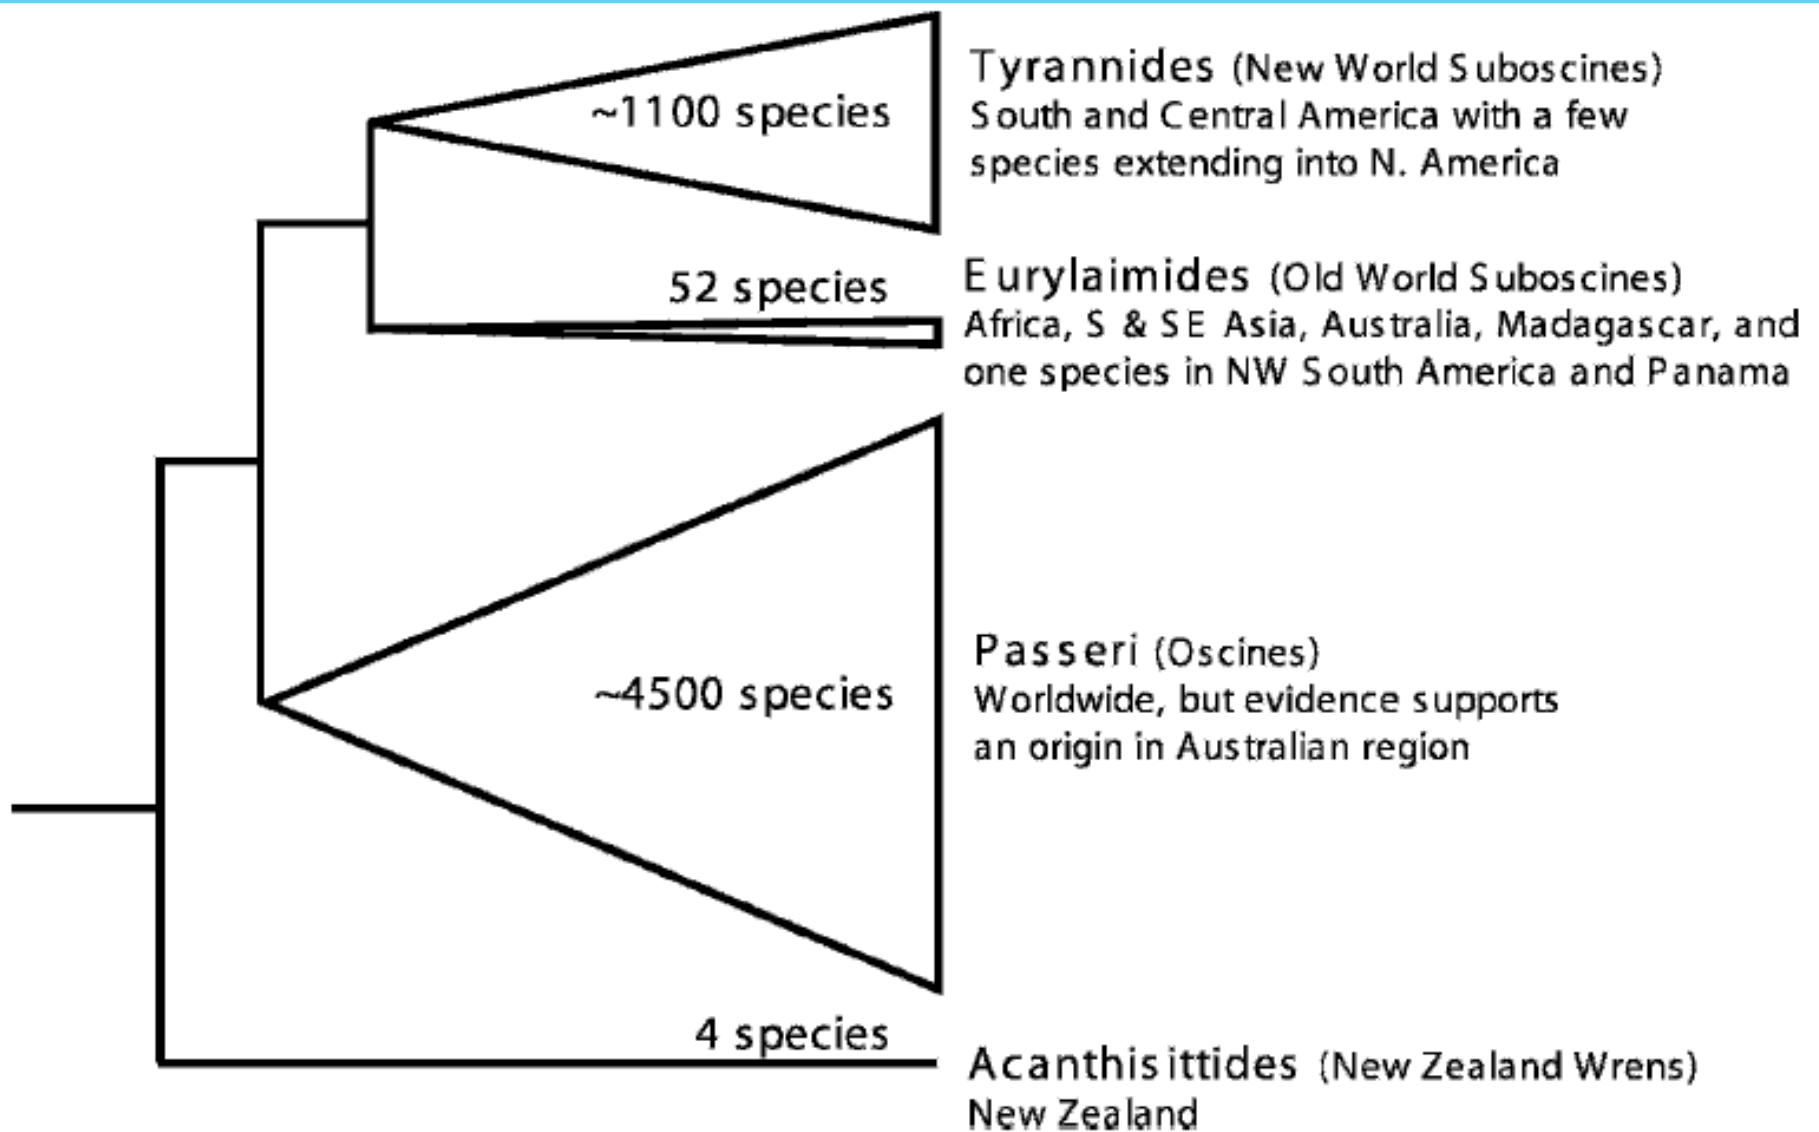 ~1100 species
Tyrannides (New World Suboscines)
South and Central America with a few
species extending into N. America
52 species
Eurylaimides (Old World Suboscines)
Africa, S & SE Asia, Australia, Madagascar, and
one species in NW South America and Panama
~4500 species
Passeri (Oscines)
Worldwide, but evidence supports
an origin in Australian region
4 species
Acanthisittides (New Zealand Wrens)
New Zealand